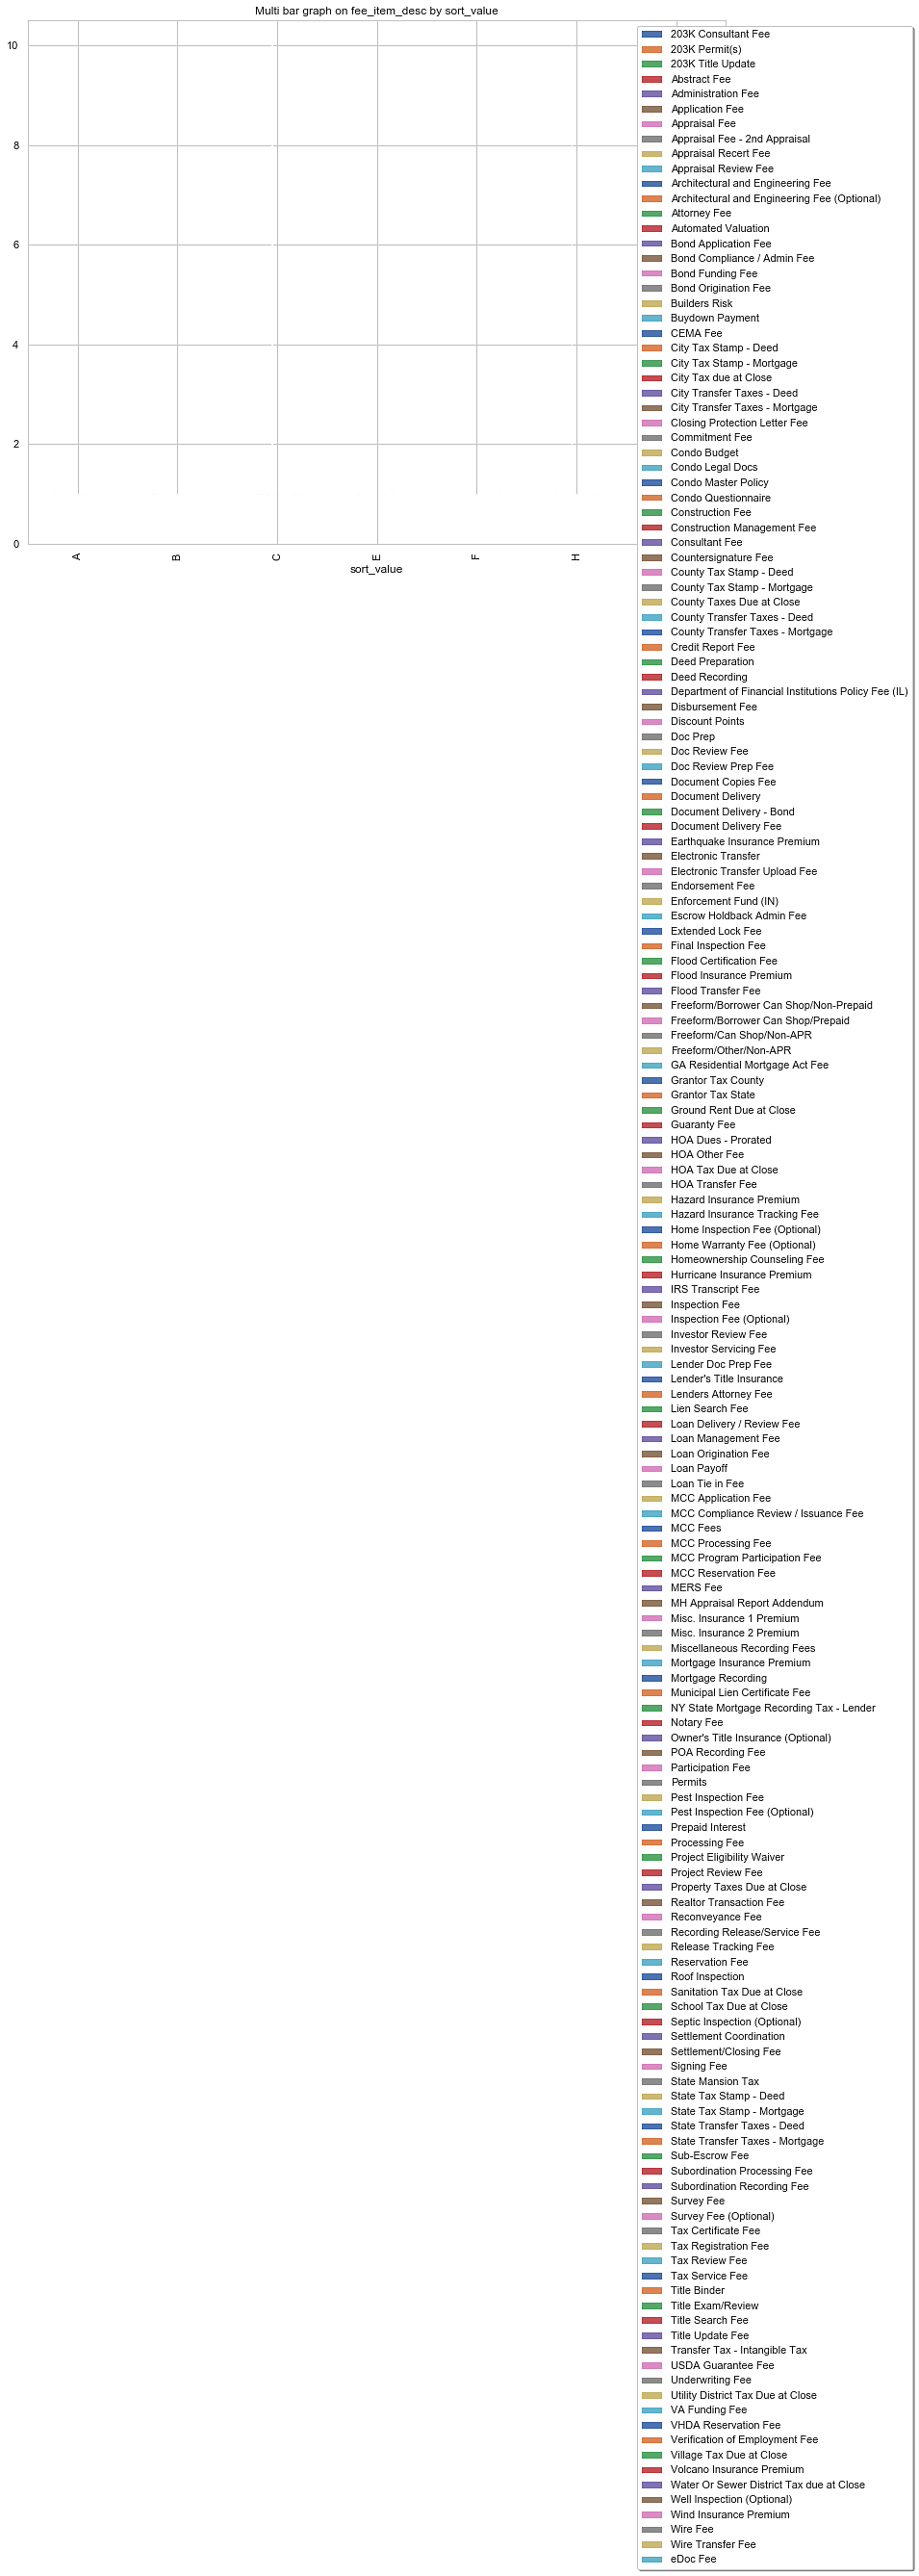 Multi bar graph on fee_item_desc by sort_value
10
8
6
4
2
0
A
B
C
E
F
H
sort_value
203K Consultant Fee
203K Permit(s)
203K Title Update
Abstract Fee
Administration Fee
Application Fee
Appraisal Fee
Appraisal Fee - 2nd Appraisal
Appraisal Recert Fee
Appraisal Review Fee
Architectural and Engineering Fee
Architectural and Engineering Fee (Optional)
Attorney Fee
Automated Valuation
Bond Application Fee
Bond Compliance / Admin Fee
Bond Funding Fee
Bond Origination Fee
Builders Risk
Buydown Payment
CEMA Fee
City Tax Stamp - Deed
City Tax Stamp - Mortgage
City Tax due at Close
City Transfer Taxes - Deed
City Transfer Taxes - Mortgage
Closing Protection Letter Fee
Commitment Fee
Condo Budget
Condo Legal Docs
Condo Master Policy
Condo Questionnaire
Construction Fee
Construction Management Fee
Consultant Fee
Countersignature Fee
County Tax Stamp - Deed
County Tax Stamp - Mortgage
County Taxes Due at Close
County Transfer Taxes - Deed
County Transfer Taxes - Mortgage
Credit Report Fee
Deed Preparation
Deed Recording
Department of Financial Institutions Policy Fee (IL)
Disbursement Fee
Discount Points
Doc Prep
Doc Review Fee
Doc Review Prep Fee
Document Copies Fee
Document Delivery
Document Delivery - Bond
Document Delivery Fee
Earthquake Insurance Premium
Electronic Transfer
Electronic Transfer Upload Fee
Endorsement Fee
Enforcement Fund (IN)
Escrow Holdback Admin Fee
Extended Lock Fee
Final Inspection Fee
Flood Certification Fee
Flood Insurance Premium
Flood Transfer Fee
Freeform/Borrower Can Shop/Non-Prepaid
Freeform/Borrower Can Shop/Prepaid
Freeform/Can Shop/Non-APR
Freeform/Other/Non-APR
GA Residential Mortgage Act Fee
Grantor Tax County
Grantor Tax State
Ground Rent Due at Close
Guaranty Fee
HOA Dues - Prorated
HOA Other Fee
HOA Tax Due at Close
HOA Transfer Fee
Hazard Insurance Premium
Hazard Insurance Tracking Fee
Home Inspection Fee (Optional)
Home Warranty Fee (Optional)
Homeownership Counseling Fee
Hurricane Insurance Premium
IRS Transcript Fee
Inspection Fee
Inspection Fee (Optional)
Investor Review Fee
Investor Servicing Fee
Lender Doc Prep Fee
Lender's Title Insurance
Lenders Attorney Fee
Lien Search Fee
Loan Delivery / Review Fee
Loan Management Fee
Loan Origination Fee
Loan Payoff
Loan Tie in Fee
MCC Application Fee
MCC Compliance Review / Issuance Fee
MCC Fees
MCC Processing Fee
MCC Program Participation Fee
MCC Reservation Fee
MERS Fee
MH Appraisal Report Addendum
Misc. Insurance 1 Premium
Misc. Insurance 2 Premium
Miscellaneous Recording Fees
Mortgage Insurance Premium
Mortgage Recording
Municipal Lien Certificate Fee
NY State Mortgage Recording Tax - Lender
Notary Fee
Owner's Title Insurance (Optional)
POA Recording Fee
Participation Fee
Permits
Pest Inspection Fee
Pest Inspection Fee (Optional)
Prepaid Interest
Processing Fee
Project Eligibility Waiver
Project Review Fee
Property Taxes Due at Close
Realtor Transaction Fee
Reconveyance Fee
Recording Release/Service Fee
Release Tracking Fee
Reservation Fee
Roof Inspection
Sanitation Tax Due at Close
School Tax Due at Close
Septic Inspection (Optional)
Settlement Coordination
Settlement/Closing Fee
Signing Fee
State Mansion Tax
State Tax Stamp - Deed
State Tax Stamp - Mortgage
State Transfer Taxes - Deed
State Transfer Taxes - Mortgage
Sub-Escrow Fee
Subordination Processing Fee
Subordination Recording Fee
Survey Fee
Survey Fee (Optional)
Tax Certificate Fee
Tax Registration Fee
Tax Review Fee
Tax Service Fee
Title Binder
Title Exam/Review
Title Search Fee
Title Update Fee
Transfer Tax - Intangible Tax
USDA Guarantee Fee
Underwriting Fee
Utility District Tax Due at Close
VA Funding Fee
VHDA Reservation Fee
Verification of Employment Fee
Village Tax Due at Close
Volcano Insurance Premium
Water Or Sewer District Tax due at Close
Well Inspection (Optional)
Wind Insurance Premium
Wire Fee
Wire Transfer Fee
eDoc Fee